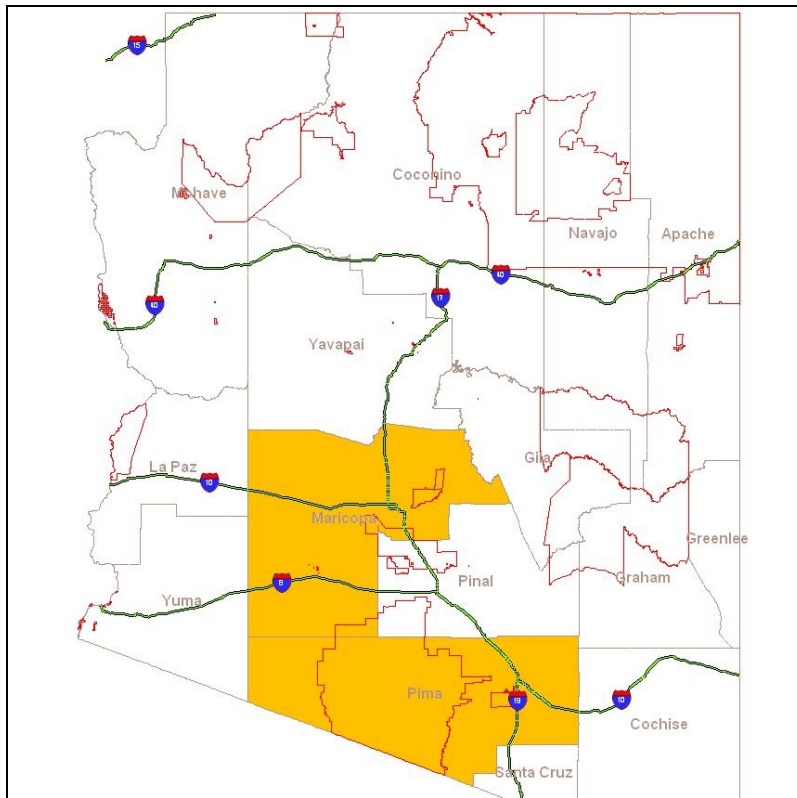 15
Coconino
Mohave
Navajo
Apache
40
17
40
Yavapai
Gila
La Paz
10
Maricopa
Greenlee
Graham
Pinal
8
Yuma
Pima
19
10
Cochise
Santa Cruz